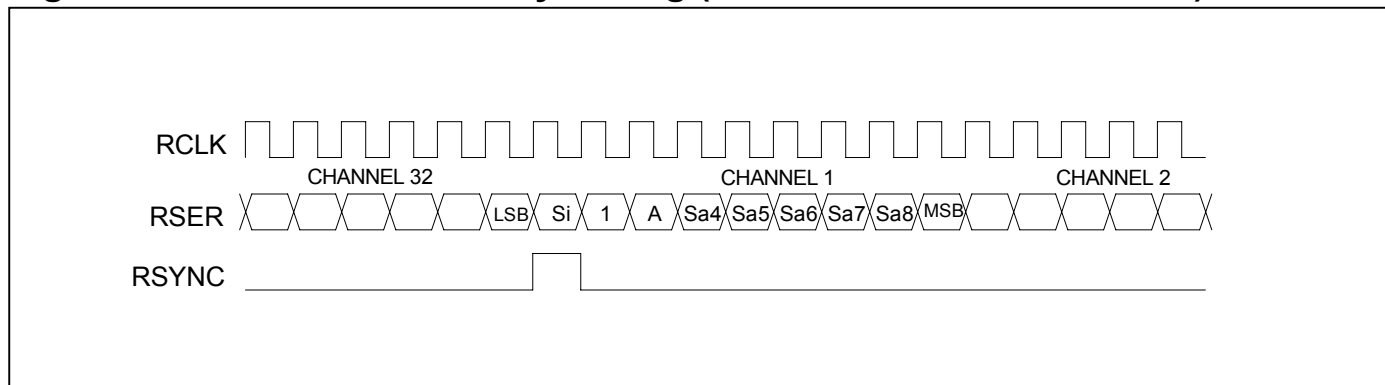 RCLK
CHANNEL 32 CHANNEL 1 CHANNEL 2
RSER LSB Si 1 A Sa4 Sa5 Sa6 Sa7 Sa8 MSB
RSYNC